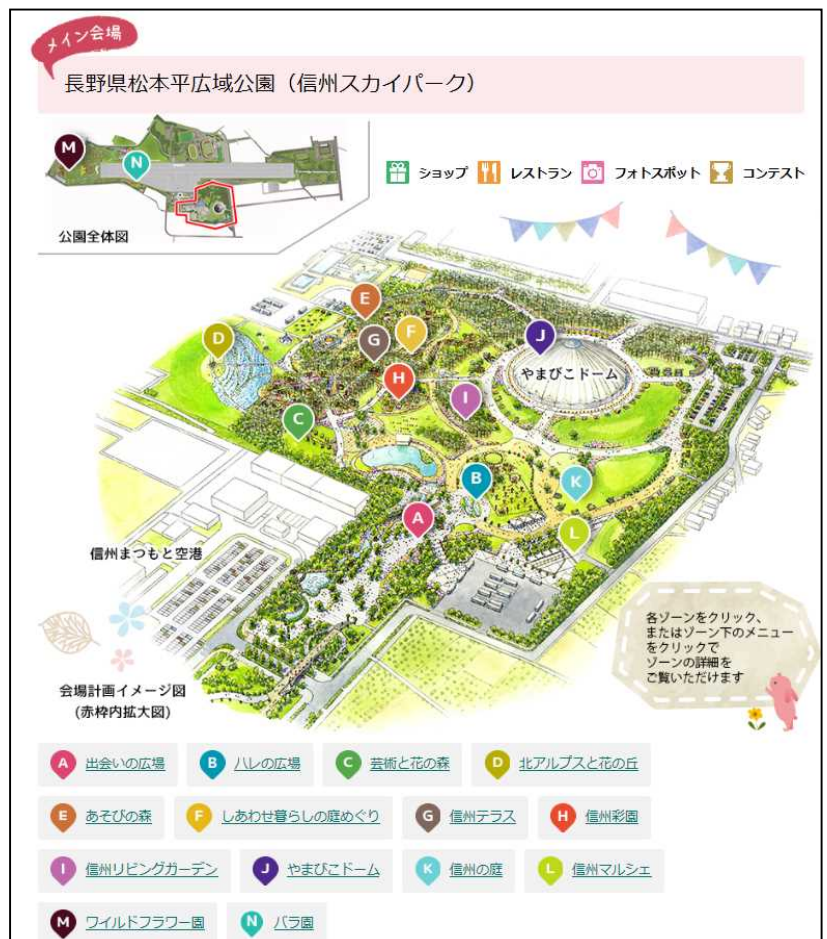 メイン会場
長野県松本平広域公園（信州スカイパーク）
M
N
公園全体図
ショップ レストラン フォトスポット コンテスト
E
D
G
F
J
やまびこドーム
H
I
C
B
K
A
L
信州まつもと空港
各ゾーンをクリック、
またはゾーン下のメニュー
をクリックで
ゾーンの詳細を
ご覧いただけます
会場計画イメージ図
(赤枠内拡大図)
A 出会いの広場 B ハレの広場 C 芸術と花の森 D 北アルプスと花の丘
E あそびの森 F しあわせ暮らしの庭めぐり G 信州テラス H 信州彩園
I 信州リビングガーデン J やまびこドーム K 信州の庭 L 信州マルシェ
M ワイルドフラワー園 N バラ園